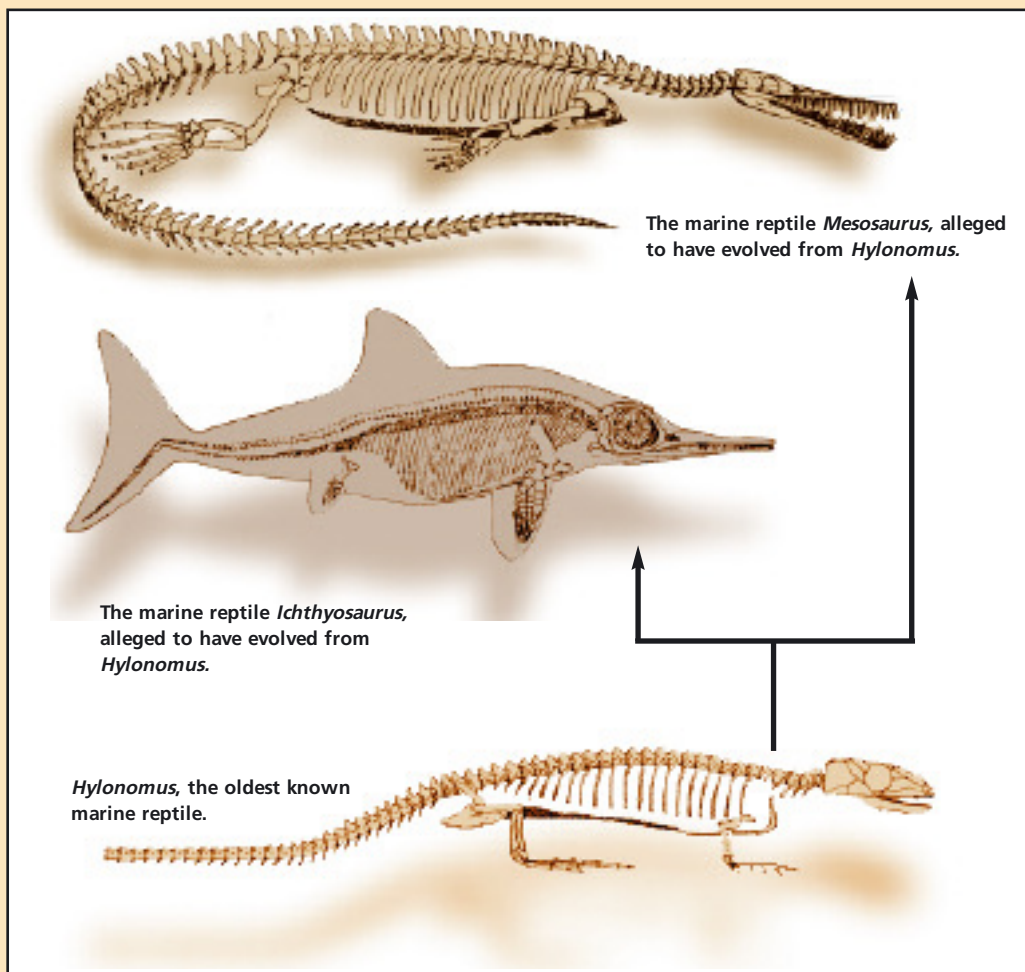 The marine reptile Mesosaurus, alleged
to have evolved from Hylonomus.
The marine reptile Ichthyosaurus,
alleged to have evolved from
Hylonomus.
Hylonomus, the oldest known
marine reptile.